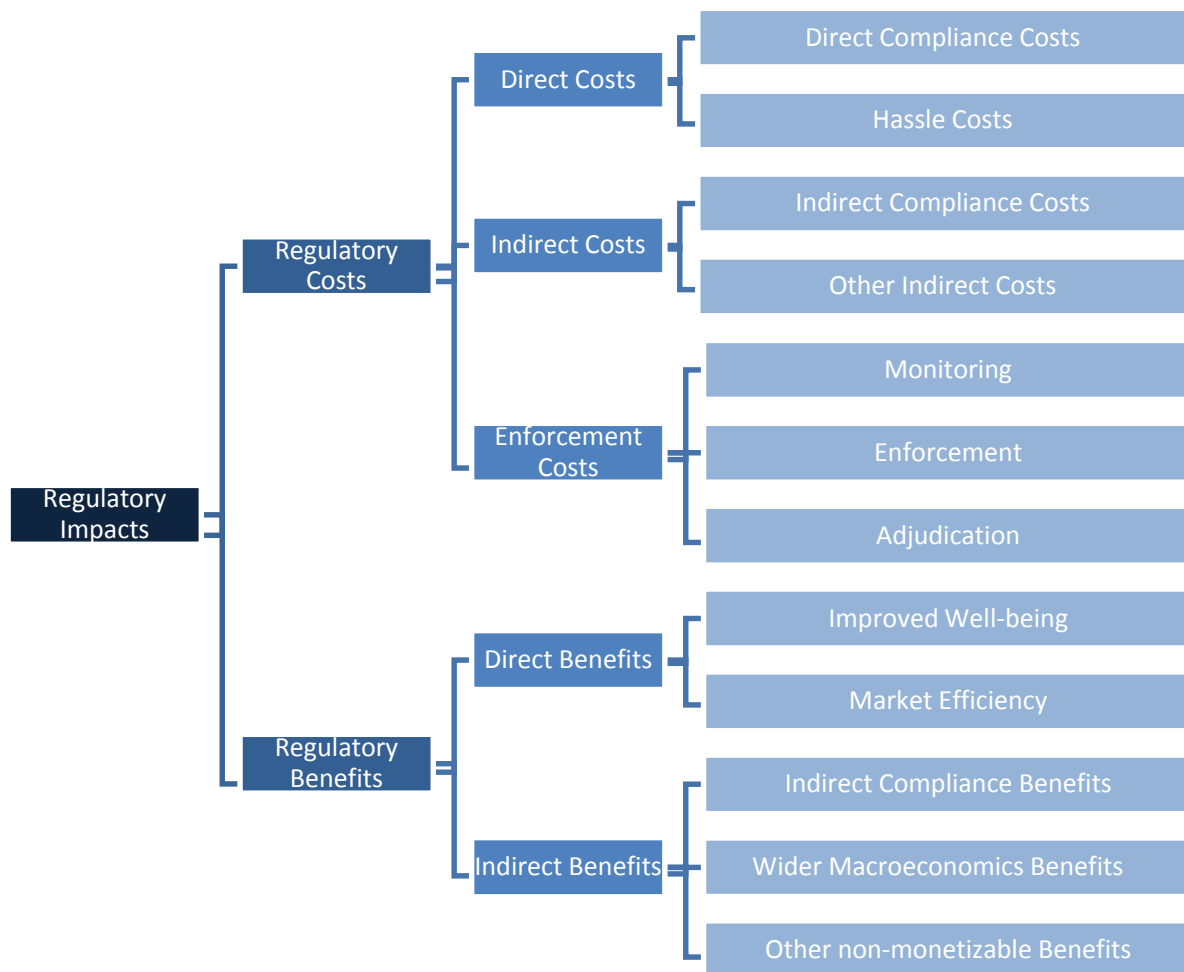 Direct Compliance Costs
Direct Costs
Hassle Costs
Indirect Compliance Costs
Regulatory
Costs
Indirect Costs
Other Indirect Costs
Monitoring
Enforcement
Costs
Enforcement
Adjudication
Regulatory
Impacts
Improved Well-being
Direct Benefits
Market Efficiency
Regulatory
Benefits
Indirect Compliance Benefits
Indirect Benefits
Wider Macroeconomics Benefits
Other non-monetizable Benefits